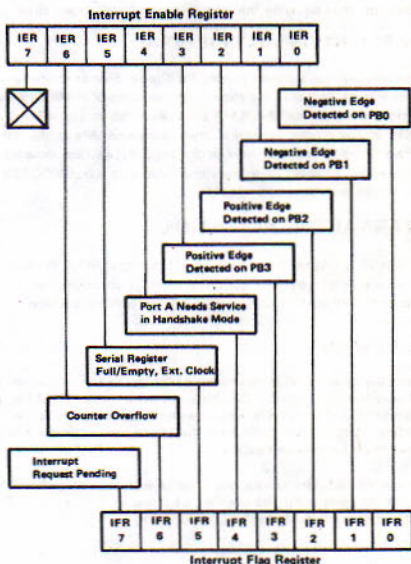 Interrupt Enable Register
IER IER IER IER IER IER IER IER
7 6 5 4 3 2 1 0
Negative Edge
Detected on PB0
Negative Edge
Detected on PB1
Positive Edge
Detected on PB2
Positive Edge
Detected on PB3
Port A Needs Service
in Handshake Mode
Serial Register
Full/Empty, Ext. Clock
Counter Overflow
Interrupt
Request Pending
IFR IFR IFR IFR IFR IFR IFR IFR
7 6 5 4 3 2 1 0
Interrupt Flag Register